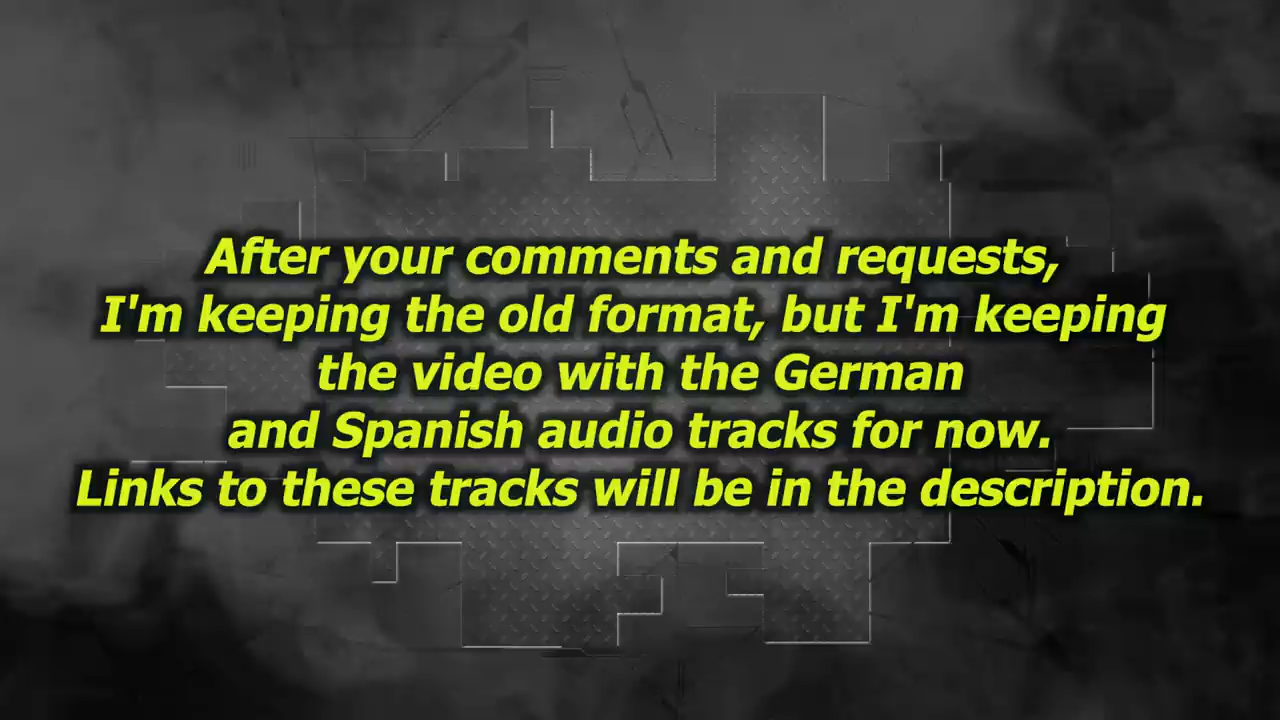 After your comments and requests,
I'm keeping the old format, but I'm keeping
the video with the German
and Spanish audio tracks for now.
Links to these tracks will be in the description.